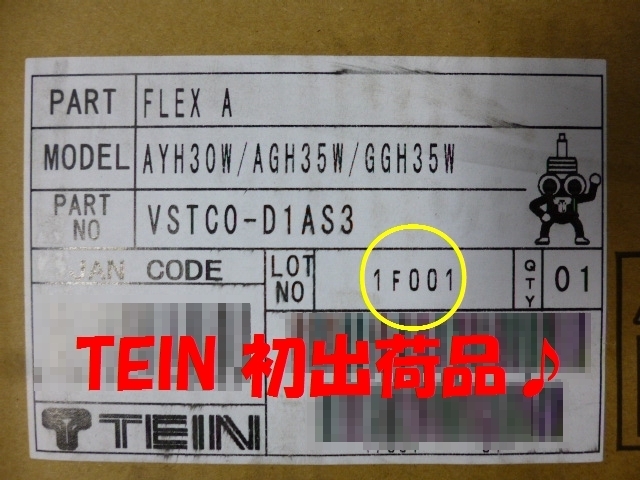 PART FLEX A
MODEL AYH30W/AGH35W/GGH35W
PART NO VSTC0-D1AS3
JAN CODE LOT NO 1F001 QTY 01
TEIN 初出荷品♪
TEIN